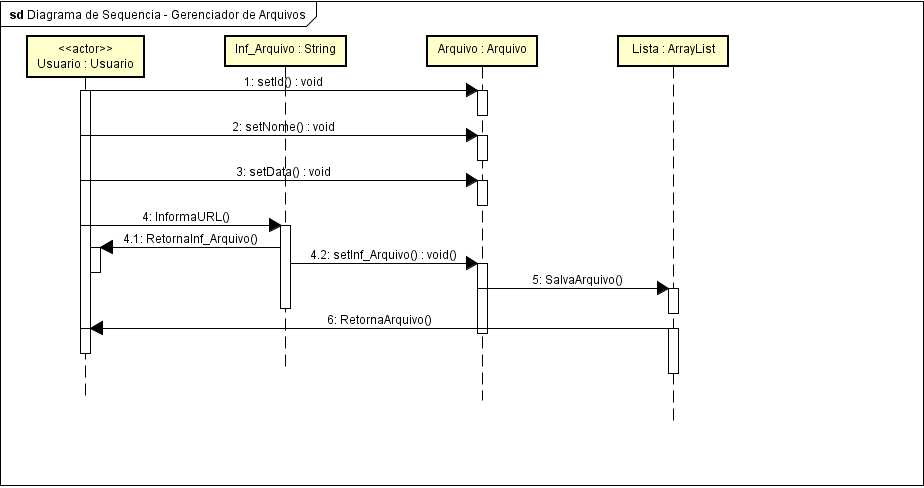 sd Diagrama de Sequencia - Gerenciador de Arquivos
<<actor>>
Usuario : Usuario
Inf_Arquivo : String
Arquivo : Arquivo
Lista : ArrayList
1: setId() : void
2: setNome() : void
3: setData() : void
4: InformaURL()
4.1: RetornaInf_Arquivo()
4.2: setInf_Arquivo() : void()
5: SalvaArquivo()
6: RetornaArquivo()